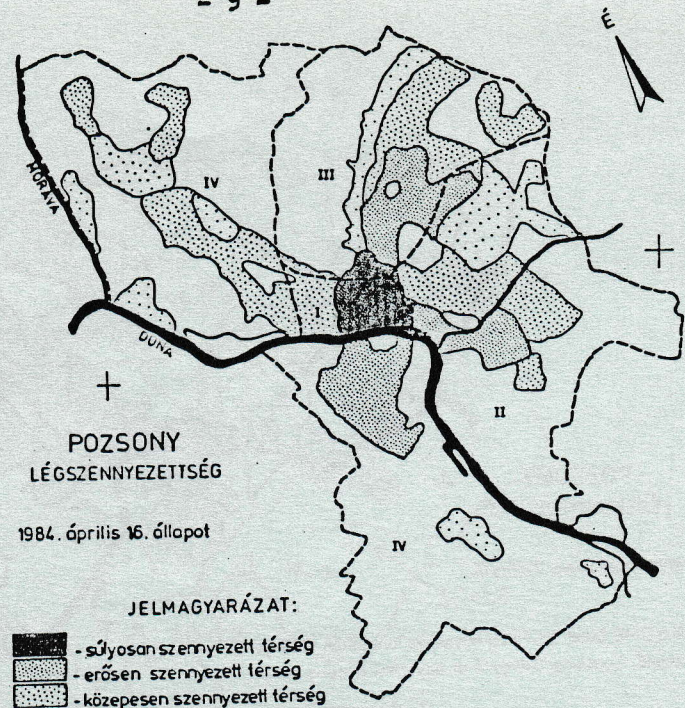 - 9 -
É
MORAVA
IV
III
I
DUNA
II
IV
POZSONY
LÉGSZENNYEZETTSÉG
1984. április 16. állapot
JELMAGYARÁZAT:
- súlyosan szennyezett térség
- erősen szennyezett térség
- közepesen szennyezett térség